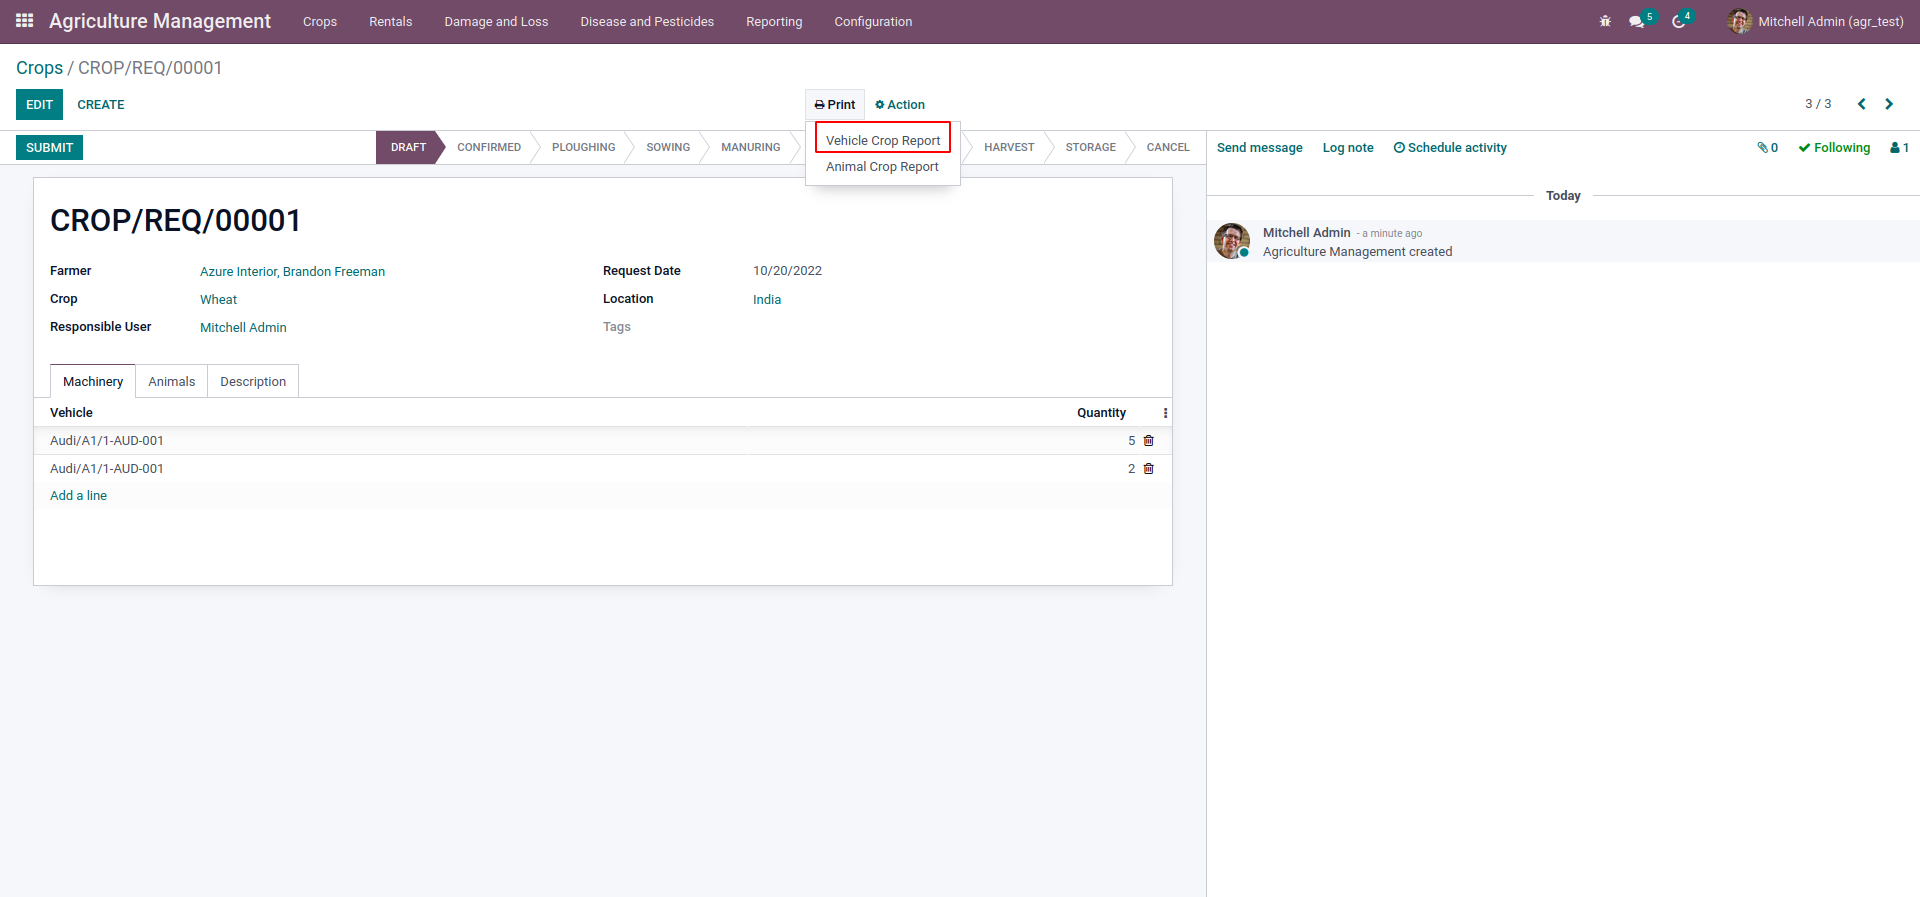 Agriculture Management Crops Rentals Damage and Loss Disease and Pesticides Reporting Configuration 5 4 Mitchell Admin (agr_test)
Crops / CROP/REQ/00001
EDIT CREATE Print Action 3 / 3
Vehicle Crop Report
Animal Crop Report
SUBMIT DRAFT CONFIRMED PLOUGHING SOWING MANURING HARVEST STORAGE CANCEL Send message Log note Schedule activity 0 Following 1
Today
CROP/REQ/00001
Mitchell Admin - a minute ago
Agriculture Management created
Farmer Azure Interior, Brandon Freeman Request Date 10/20/2022
Crop Wheat Location India
Responsible User Mitchell Admin Tags
Machinery Animals Description
Vehicle Quantity
Audi/A1/1-AUD-001 5
Audi/A1/1-AUD-001 2
Add a line